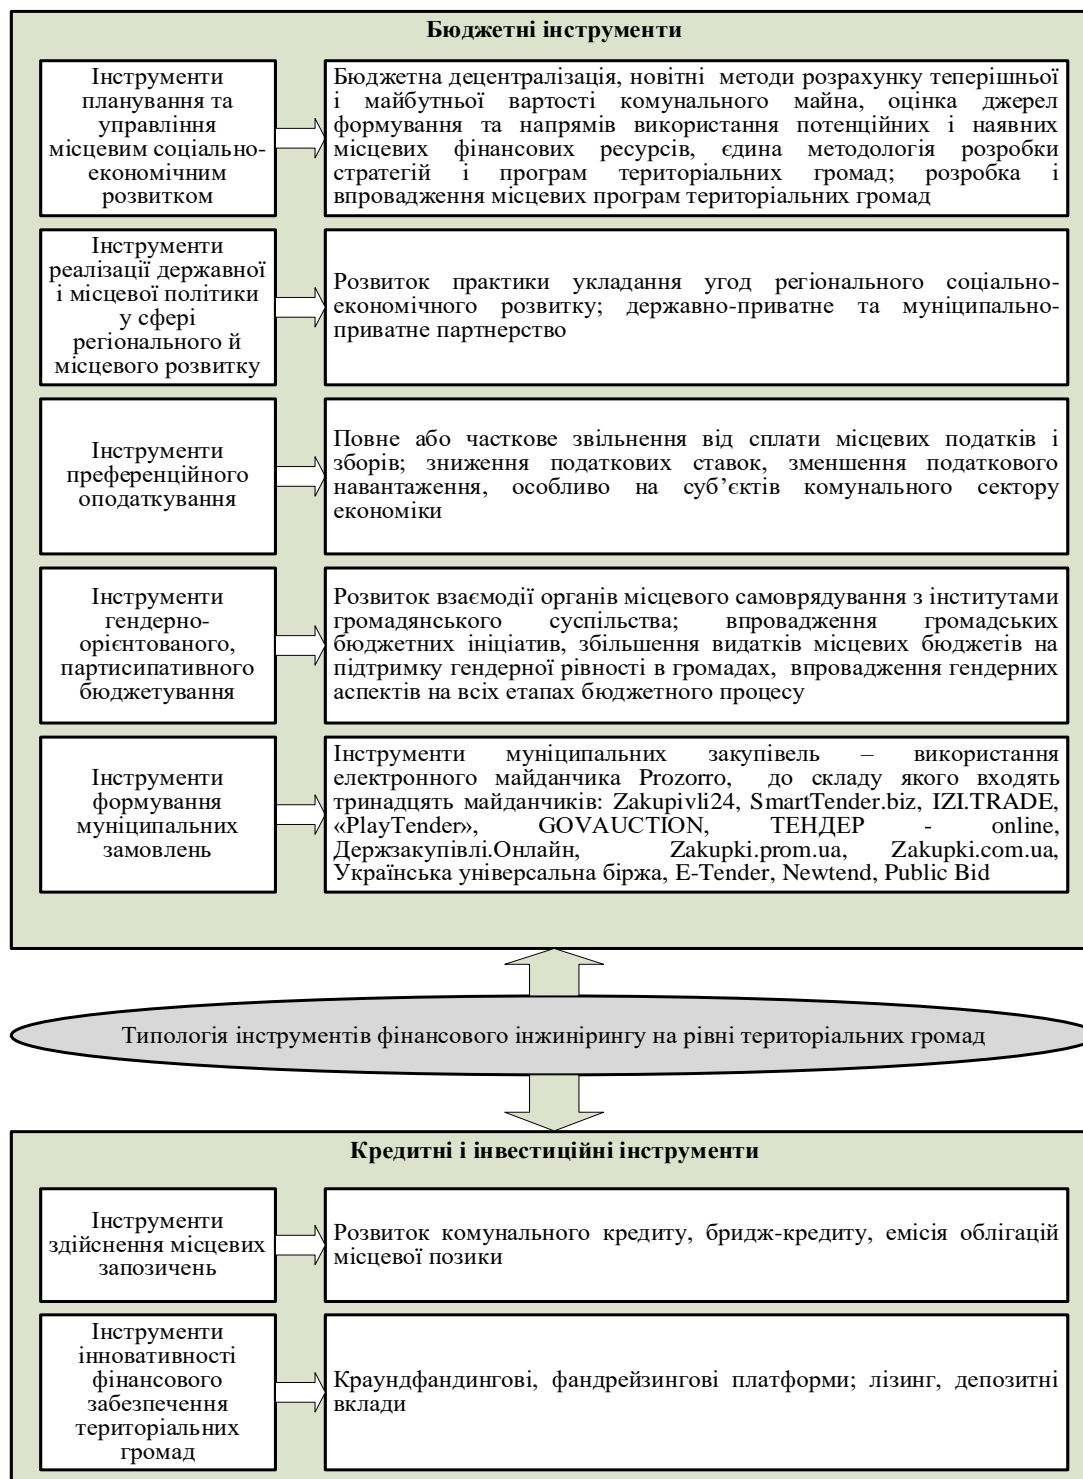 Бюджетні інструменти
Інструменти
планування та
управління
місцевим соціально-
економічним
розвитком
Бюджетна децентралізація, новітні методи розрахунку теперішньої
і майбутньої вартості комунального майна, оцінка джерел
формування та напрямів використання потенційних і наявних
місцевих фінансових ресурсів, єдина методологія розробки
стратегій і програм територіальних громад; розробка і
впровадження місцевих програм територіальних громад
Інструменти
реалізації державної
і місцевої політики
у сфері
регіонального й
місцевого розвитку
Розвиток практики укладання угод регіонального соціально-
економічного розвитку; державно-приватне та муніципально-
приватне партнерство
Інструменти
преференційного
оподаткування
Повне або часткове звільнення від сплати місцевих податків і
зборів; зниження податкових ставок, зменшення податкового
навантаження, особливо на суб’єктів комунального сектору
економіки
Інструменти
гендерно-
орієнтованого,
партисипативного
бюджетування
Розвиток взаємодії органів місцевого самоврядування з інститутами
громадянського суспільства; впровадження громадських
бюджетних ініціатив, збільшення видатків місцевих бюджетів на
підтримку гендерної рівності в громадах, впровадження гендерних
аспектів на всіх етапах бюджетного процесу
Інструменти
формування
муніципальних
замовлень
Інструменти муніципальних закупівель – використання
електронного майданчика Prozorro, до складу якого входять
тринадцять майданчиків: Zakupivli24, SmartTender.biz, IZI.TRADE,
«PlayTender», GOVAUCTION, ТЕНДЕР - online,
Держзакупівлі.Онлайн, Zakupki.prom.ua, Zakupki.com.ua,
Українська універсальна біржа, E-Tender, Newtend, Public Bid
Типологія інструментів фінансового інжинірингу на рівні територіальних громад
Кредитні і інвестиційні інструменти
Інструменти
здійснення місцевих
запозичень
Розвиток комунального кредиту, бридж-кредиту, емісія облігацій
місцевої позики
Інструменти
інновативності
фінансового
забезпечення
територіальних
громад
Краундфандингові, фандрейзингові платформи; лізинг, депозитні
вклади